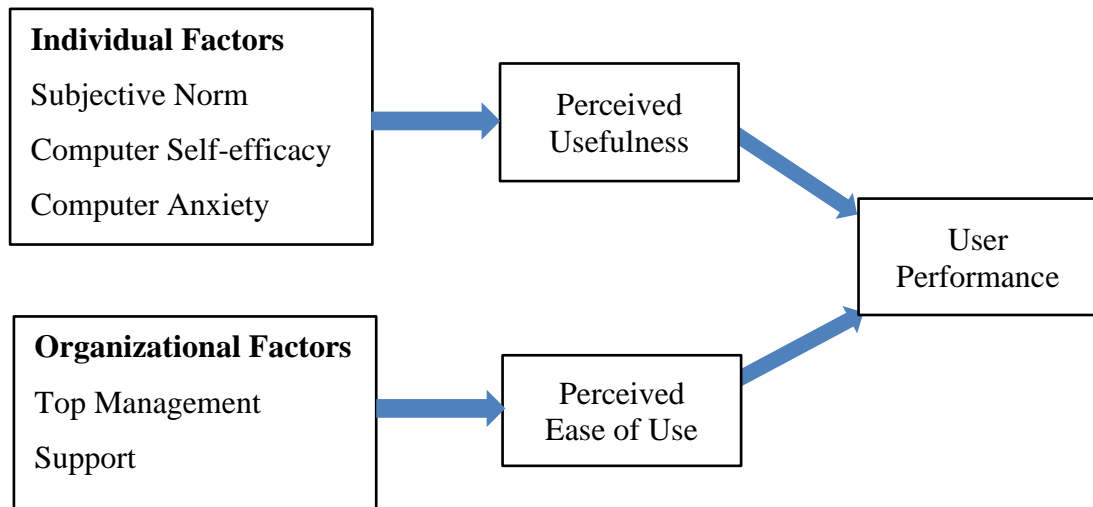 Individual Factors
Subjective Norm
Computer Self-efficacy
Computer Anxiety
Perceived
Usefulness
User
Performance
Organizational Factors
Top Management
Support
Perceived
Ease of Use